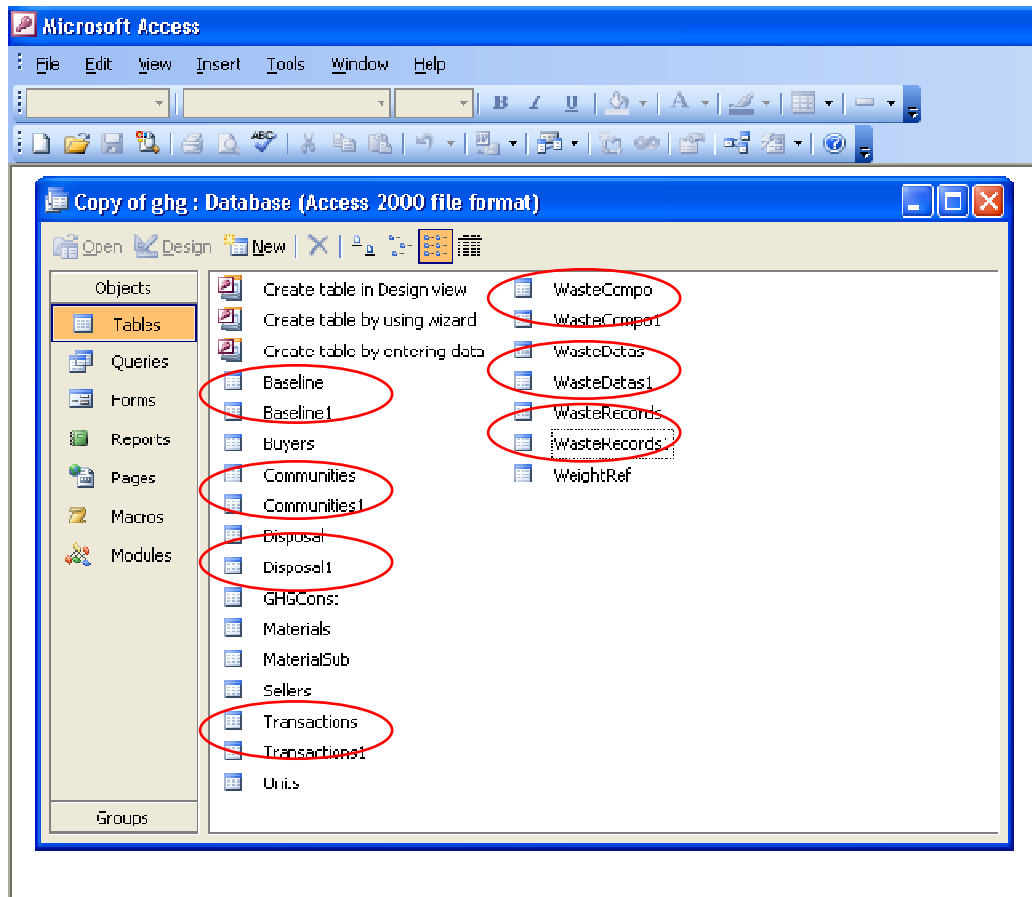 Microsoft Access
File Edit View Insert Tools Window Help
B I U A
ABC
Copy of ghg : Database (Access 2000 file format)
Open Design New
Objects
Tables
Queries
Forms
Reports
Pages
Macros
Modules
Groups
Create table in Design view
Create table by using wizard
Create table by entering data
Baseline
Baseline1
Buyers
Communities
Communities1
Disposal
Disposal1
GHGConst
Materials
MaterialSub
Sellers
Transactions
Transactions1
Units
WasteCompo
WasteCompo1
WasteDatas
WasteDatas1
WasteRecords
WasteRecords1
WeightRef